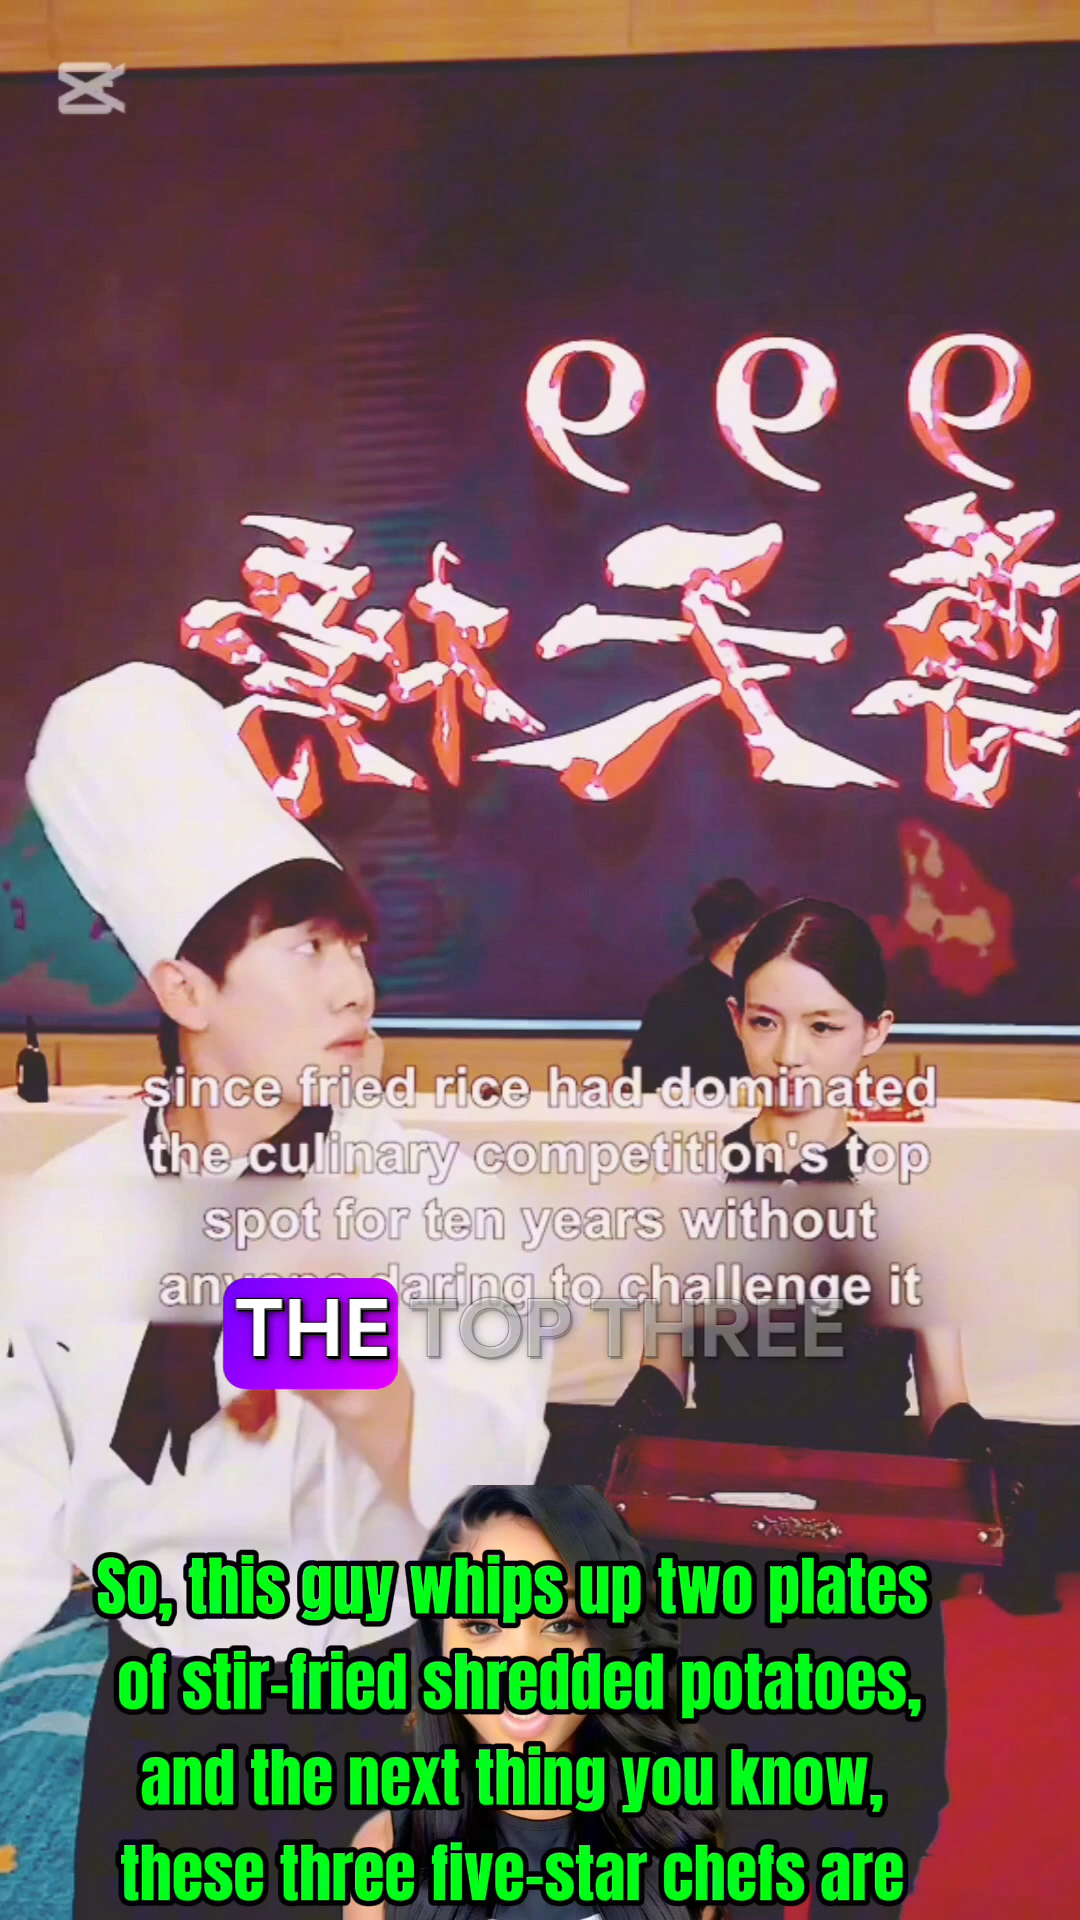 999
天
since fried rice had dominated
the culinary competition's top
spot for ten years without
anyone daring to challenge it
THE TOP THREE
So, this guy whips up two plates
of stir-fried shredded potatoes,
and the next thing you know,
these three five-star chefs are